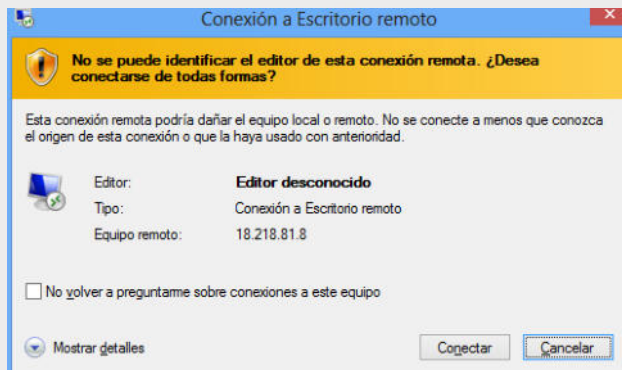 Conexión a Escritorio remoto
No se puede identificar el editor de esta conexión remota. ¿Desea
conectarse de todas formas?
Esta conexión remota podría dañar el equipo local o remoto. No se conecte a menos que conozca
el origen de esta conexión o que la haya usado con anterioridad.
Editor: Editor desconocido
Tipo: Conexión a Escritorio remoto
Equipo remoto: 18.218.81.8
No volver a preguntarme sobre conexiones a este equipo
Mostrar detalles Conectar Cancelar